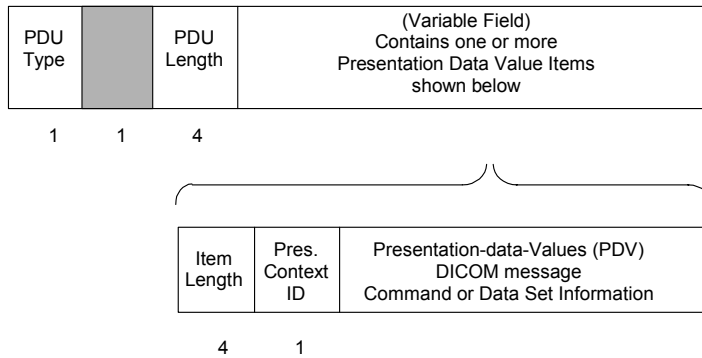 PDU
Type
PDU
Length
(Variable Field)
Contains one or more
Presentation Data Value Items
shown below
1
1
4
Item
Length
Pres.
Context
ID
Presentation-data-Values (PDV)
DICOM message
Command or Data Set Information
4
1